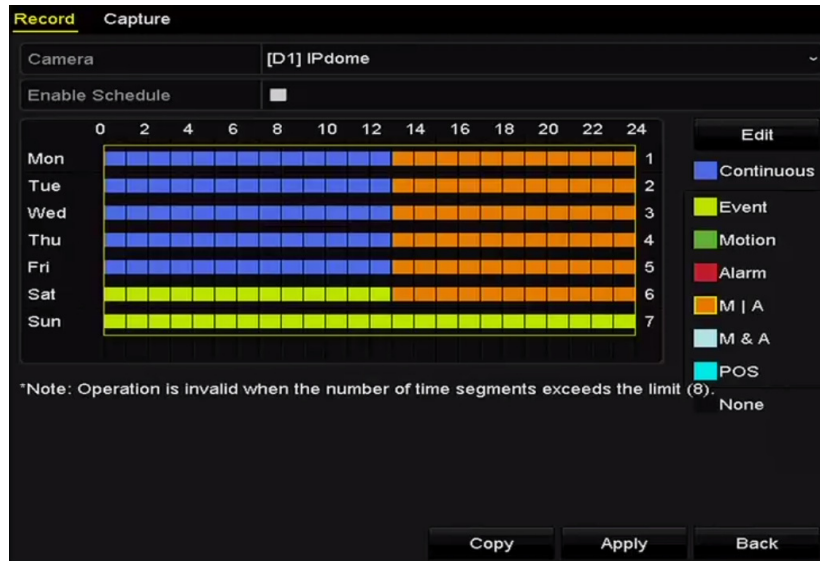 Record Capture
Camera [D1] IPdome
Enable Schedule
0 2 4 6 8 10 12 14 16 18 20 22 24
Edit
Mon 1
Continuous
Tue 2
Wed 3
Event
Thu 4
Motion
Fri 5
Alarm
Sat 6
M | A
Sun 7
M & A
POS
*Note: Operation is invalid when the number of time segments exceeds the limit (8).
None
Copy Apply Back